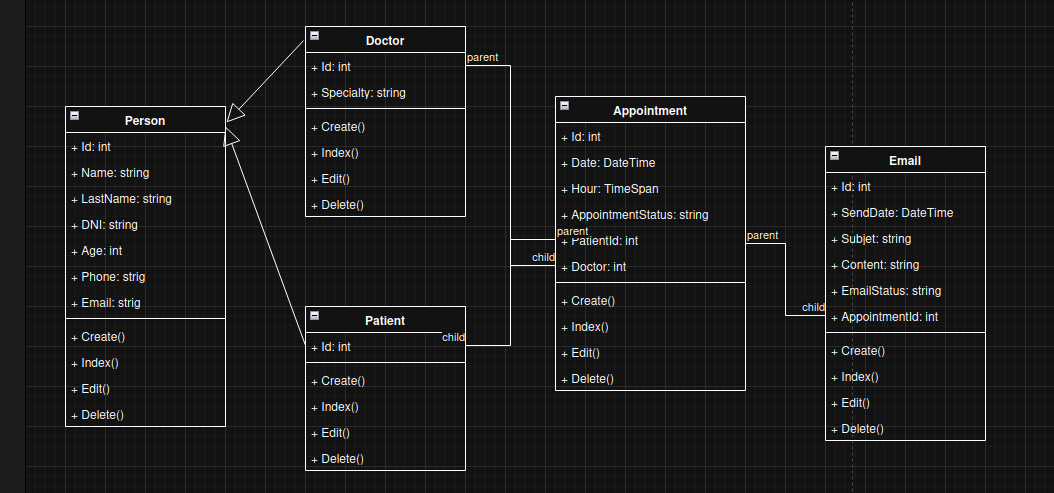 Doctor
+ Id: int
+ Specialty: string
+ Create()
+ Index()
+ Edit()
+ Delete()
parent
Person
+ Id: int
+ Name: string
+ LastName: string
+ DNI: string
+ Age: int
+ Phone: strig
+ Email: strig
+ Create()
+ Index()
+ Edit()
+ Delete()
Patient
child
+ Id: int
+ Create()
+ Index()
+ Edit()
+ Delete()
Appointment
+ Id: int
+ Date: DateTime
+ Hour: TimeSpan
+ AppointmentStatus: string
parent
+ PatientId: int
child
+ Doctor: int
+ Create()
+ Index()
+ Edit()
+ Delete()
parent
child
Email
+ Id: int
+ SendDate: DateTime
+ Subjet: string
+ Content: string
+ EmailStatus: string
+ AppointmentId: int
+ Create()
+ Index()
+ Edit()
+ Delete()